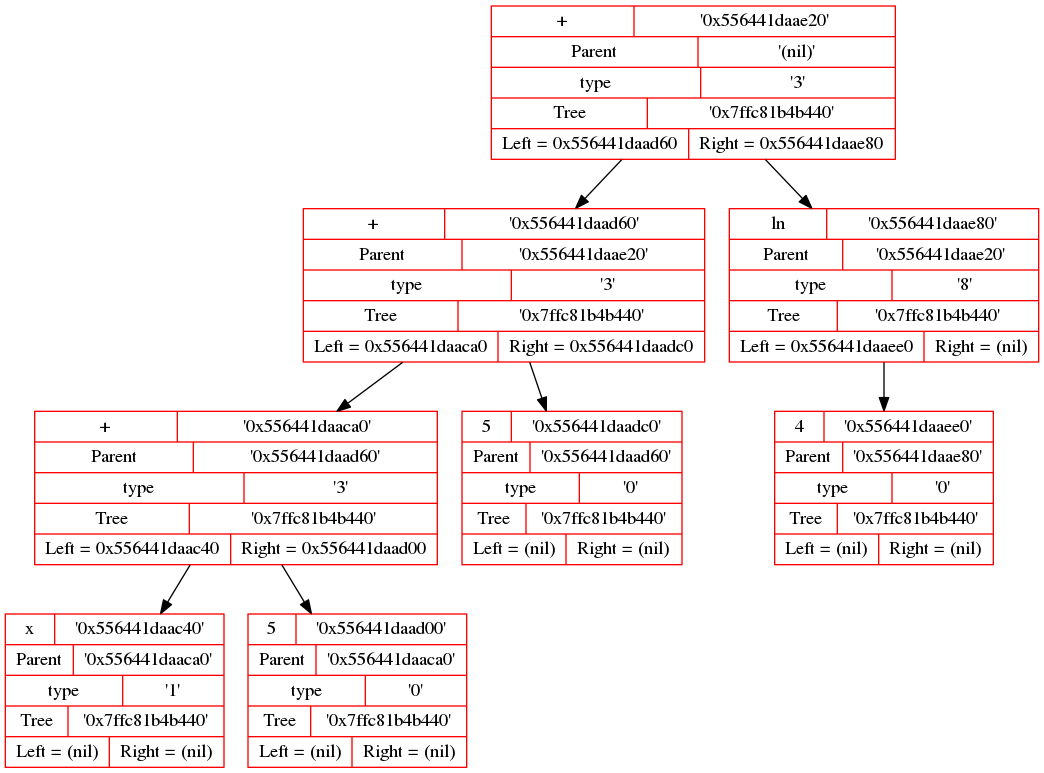 + '0x556441daae20'
Parent '(nil)'
type '3'
Tree '0x7ffc81b4b440'
Left = 0x556441daad60 Right = 0x556441daae80
+ '0x556441daad60'
Parent '0x556441daae20'
type '3'
Tree '0x7ffc81b4b440'
Left = 0x556441daaca0 Right = 0x556441daadc0
ln '0x556441daae80'
Parent '0x556441daae20'
type '8'
Tree '0x7ffc81b4b440'
Left = 0x556441daaee0 Right = (nil)
+ '0x556441daaca0'
Parent '0x556441daad60'
type '3'
Tree '0x7ffc81b4b440'
Left = 0x556441daac40 Right = 0x556441daad00
5 '0x556441daadc0'
Parent '0x556441daad60'
type '0'
Tree '0x7ffc81b4b440'
Left = (nil) Right = (nil)
4 '0x556441daaee0'
Parent '0x556441daae80'
type '0'
Tree '0x7ffc81b4b440'
Left = (nil) Right = (nil)
x '0x556441daac40'
Parent '0x556441daaca0'
type '1'
Tree '0x7ffc81b4b440'
Left = (nil) Right = (nil)
5 '0x556441daad00'
Parent '0x556441daaca0'
type '0'
Tree '0x7ffc81b4b440'
Left = (nil) Right = (nil)